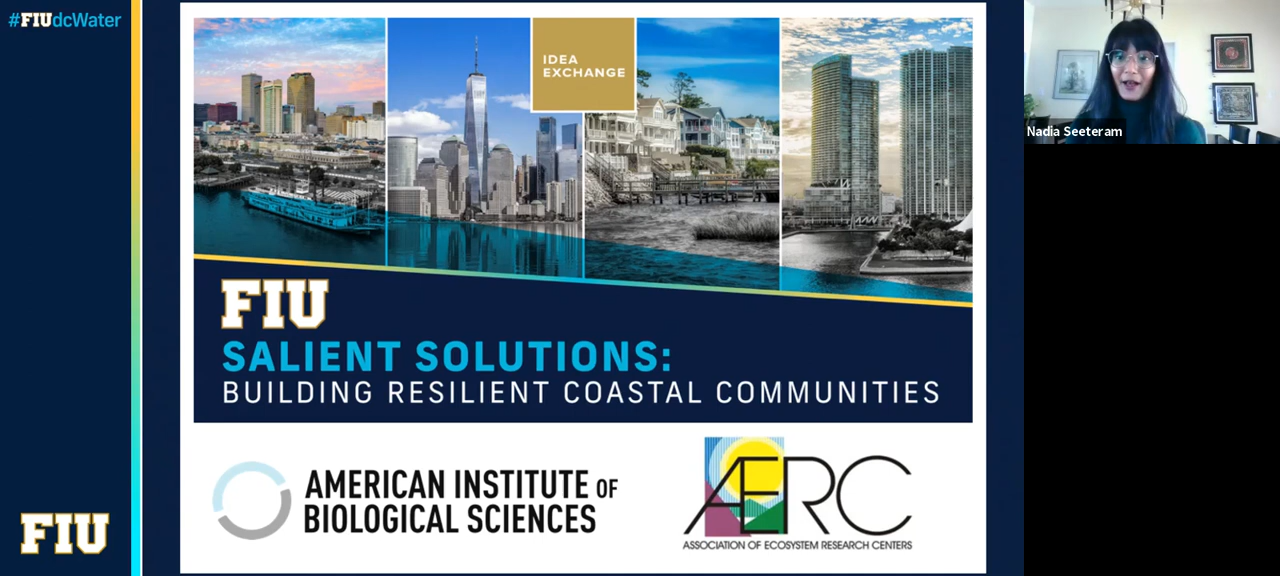 #FIUdcWater
IDEA
EXCHANGE
Nadia Seeteram
FIU
SALIENT SOLUTIONS:
BUILDING RESILIENT COASTAL COMMUNITIES
AMERICAN INSTITUTE OF
BIOLOGICAL SCIENCES
AERC
ASSOCIATION OF ECOSYSTEM RESEARCH CENTERS
FIU